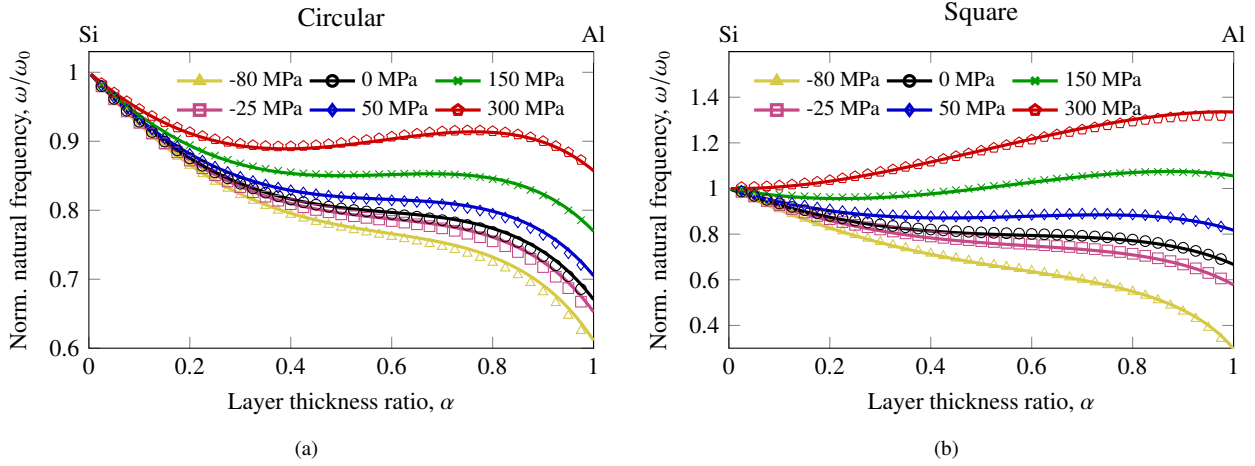 Circular
Si
Al
1
0.9
0.8
0.7
0.6
Norm. natural frequency, ω/ω₀
-80 MPa
0 MPa
150 MPa
-25 MPa
50 MPa
300 MPa
0
0.2
0.4
0.6
0.8
1
Layer thickness ratio, α
(a)
Square
Si
Al
1.4
1.2
1
0.8
0.6
0.4
Norm. natural frequency, ω/ω₀
-80 MPa
0 MPa
150 MPa
-25 MPa
50 MPa
300 MPa
0
0.2
0.4
0.6
0.8
1
Layer thickness ratio, α
(b)